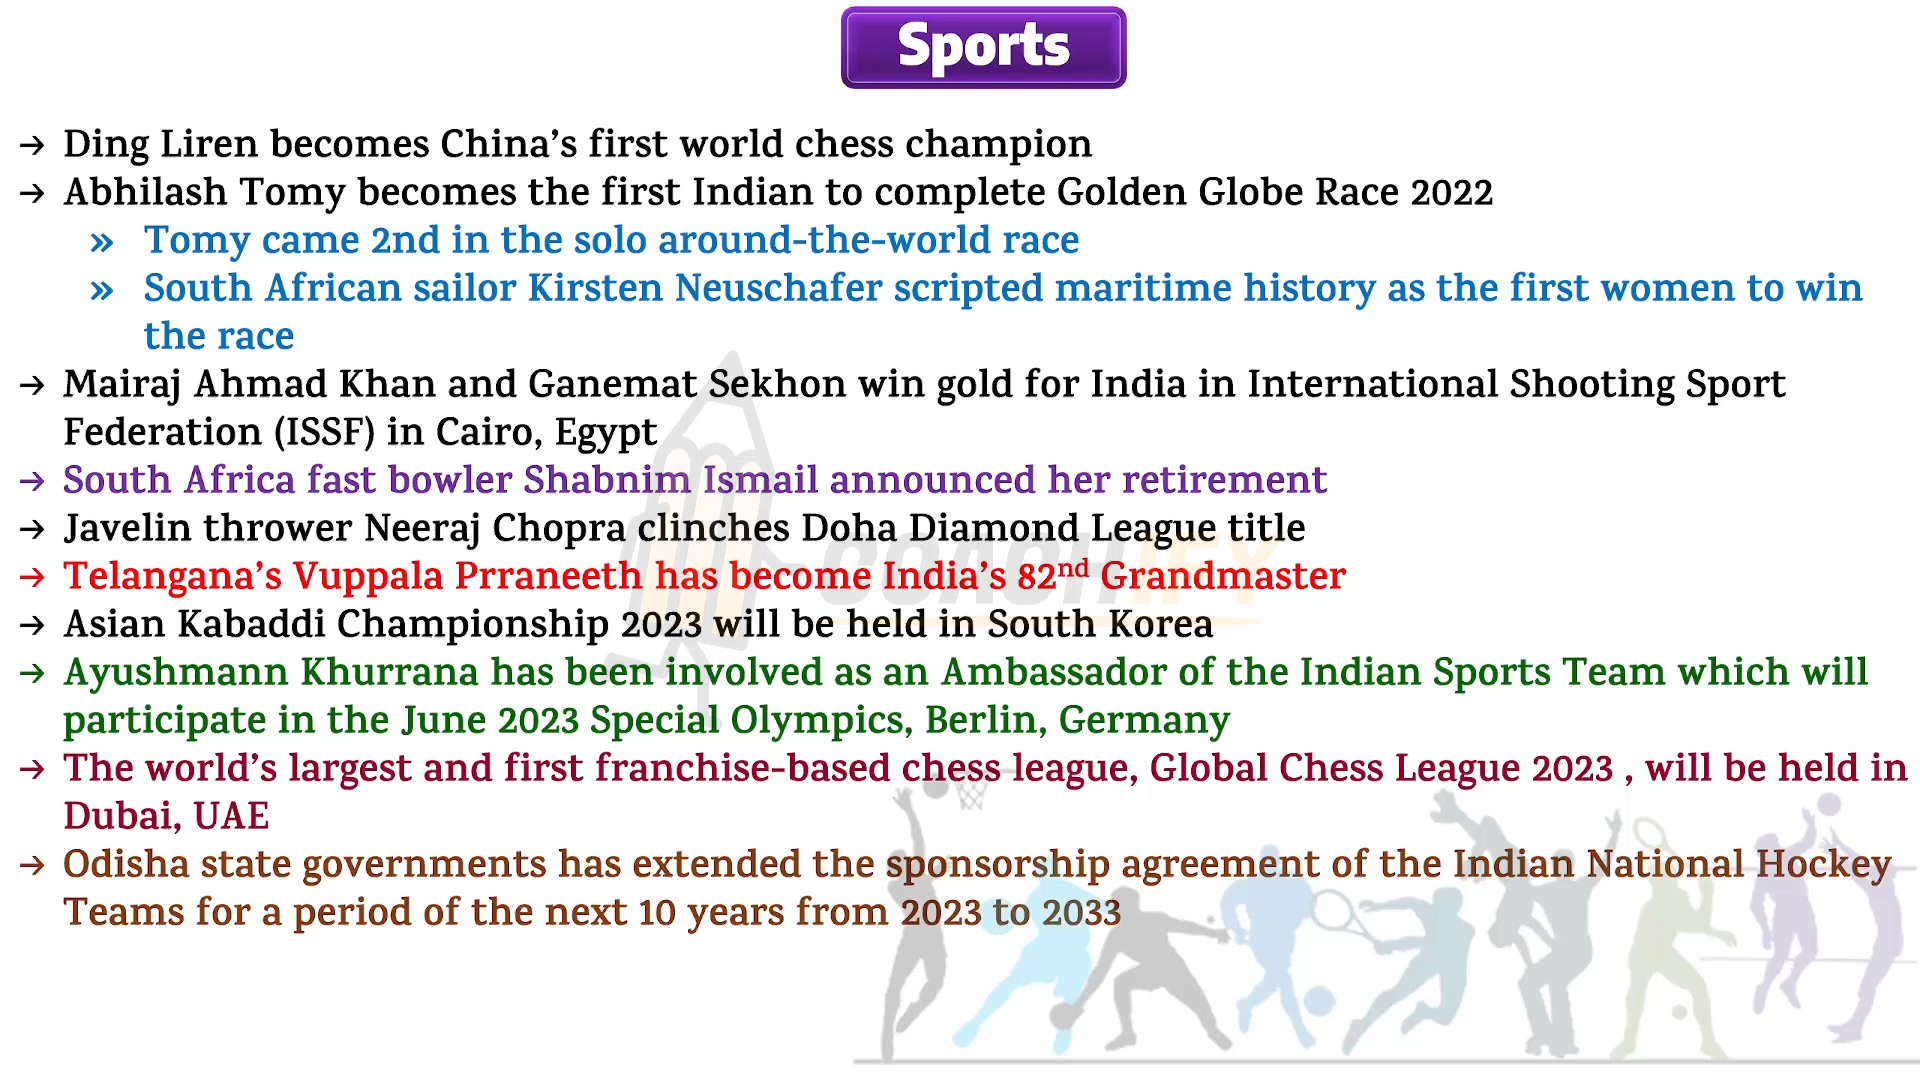 Sports
→ Ding Liren becomes China’s first world chess champion
→ Abhilash Tomy becomes the first Indian to complete Golden Globe Race 2022
» Tomy came 2nd in the solo around-the-world race
» South African sailor Kirsten Neuschafer scripted maritime history as the first women to win
the race
→ Mairaj Ahmad Khan and Ganemat Sekhon win gold for India in International Shooting Sport
Federation (ISSF) in Cairo, Egypt
→ South Africa fast bowler Shabnim Ismail announced her retirement
→ Javelin thrower Neeraj Chopra clinches Doha Diamond League title
COACHIFY
→ Telangana’s Vuppala Prraneeth has become India’s 82nd Grandmaster
→ Asian Kabaddi Championship 2023 will be held in South Korea
→ Ayushmann Khurrana has been involved as an Ambassador of the Indian Sports Team which will
participate in the June 2023 Special Olympics, Berlin, Germany
→ The world’s largest and first franchise-based chess league, Global Chess League 2023 , will be held in
Dubai, UAE
→ Odisha state governments has extended the sponsorship agreement of the Indian National Hockey
Teams for a period of the next 10 years from 2023 to 2033